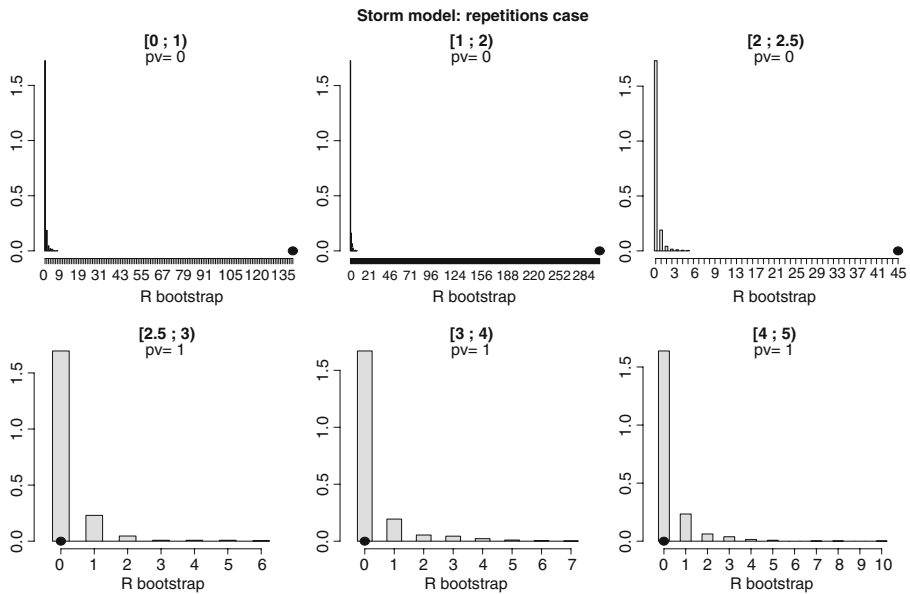 Storm model: repetitions case
[0 ; 1) [1 ; 2) [2 ; 2.5)
pv= 0 pv= 0 pv= 0
1.5 1.5 1.5
1.0 1.0 1.0
0.5 0.5 0.5
0.0 0.0 0.0
0 9 19 31 43 55 67 79 91 105 120 135 0 21 46 71 96 124 156 188 220 252 284 0 3 6 9 13 17 21 25 29 33 37 41 45
R bootstrap R bootstrap R bootstrap
[2.5 ; 3) [3 ; 4) [4 ; 5)
pv= 1 pv= 1 pv= 1
1.5 1.5 1.5
1.0 1.0 1.0
0.5 0.5 0.5
0.0 0.0 0.0
0 1 2 3 4 5 6 0 1 2 3 4 5 6 7 0 1 2 3 4 5 6 7 8 9 10
R bootstrap R bootstrap R bootstrap